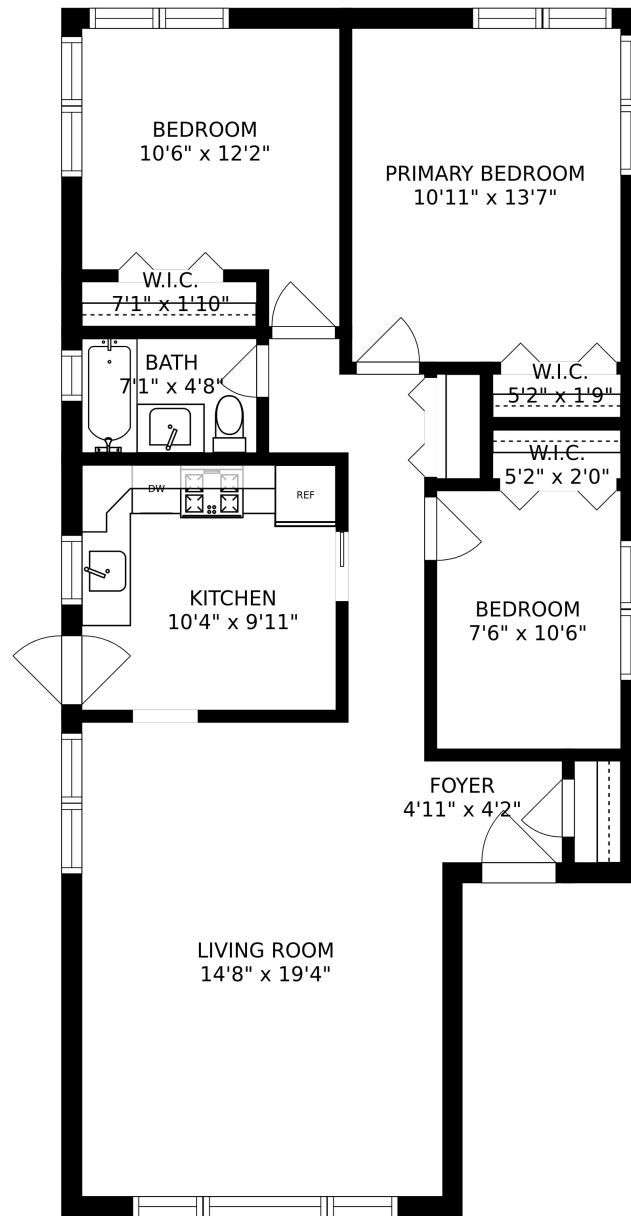 BEDROOM
10'6" x 12'2"
PRIMARY BEDROOM
10'11" x 13'7"
W.I.C.
7'1" x 1'10"
BATH
7'1" x 4'8"
W.I.C.
5'2" x 1'9"
W.I.C.
5'2" x 2'0"
DW
REF
KITCHEN
10'4" x 9'11"
BEDROOM
7'6" x 10'6"
FOYER
4'11" x 4'2"
LIVING ROOM
14'8" x 19'4"